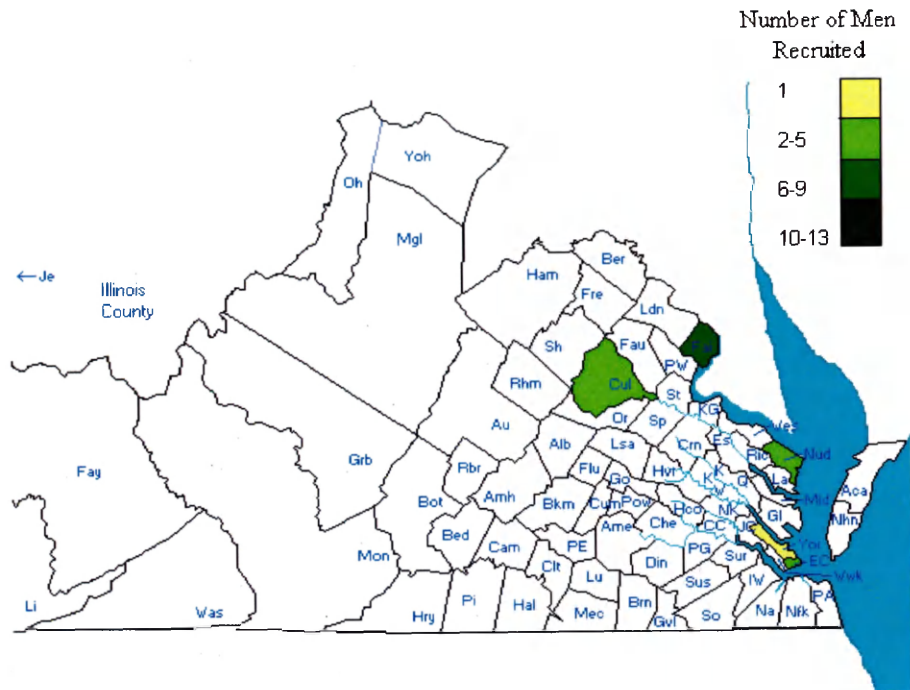 Number of Men
Recruited
1
2-5
6-9
10-13
Yoh
Oh
Mgl
←Je
Illinois
County
Ber
Ham
Fre
Ldn
Sh
Fau
PW
Rhm
Cul
St
KG
Wes
Au
Or
Sp
Es
Ric
Nud
Alb
Lsa
Crn
La
Grb
Rbr
Flu
Go
Hvr
K
K
Q
Mid
Aca
Fay
Bot
Amh
Bkm
Cum
Pow
Hco
NK
Gl
Nhn
Ame
Che
CC
JC
Yor
Bed
Cam
PE
Mon
Clt
Din
PG
Sur
EC
Wwk
Lu
Sus
IW
PA
Li
Was
Hry
Pi
Hal
Mec
Brn
Gvl
So
Na
Nfk